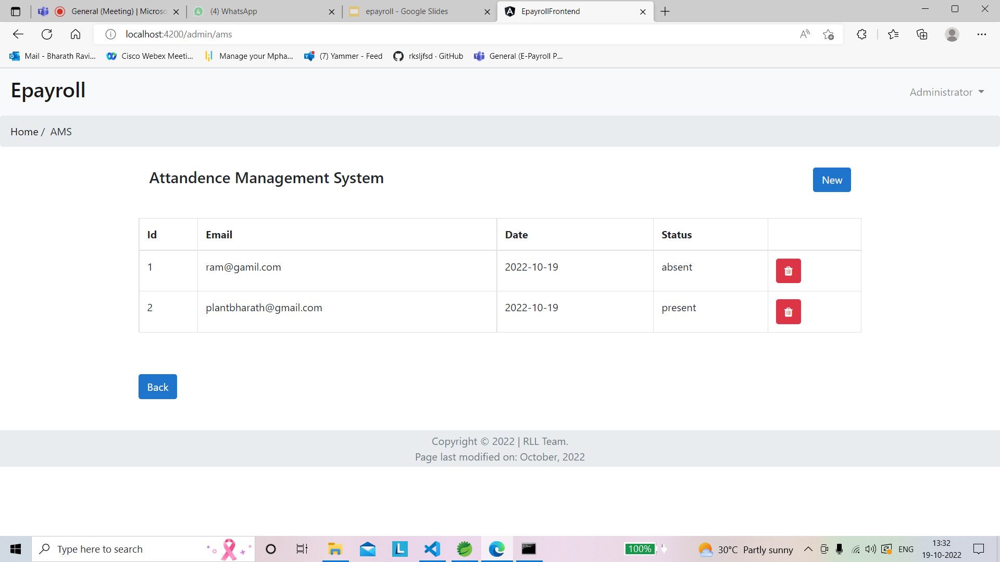 General (Meeting) | Microso
(4) WhatsApp
epayroll - Google Slides
EpayrollFrontend
localhost:4200/admin/ams
Mail - Bharath Ravi...
Cisco Webex Meeti...
Manage your Mpha...
(7) Yammer - Feed
rksljfsd · GitHub
General (E-Payroll P...
Epayroll
Administrator
Home / AMS
Attandence Management System
New
Id Email Date Status
1 ram@gamil.com 2022-10-19 absent
2 plantbharath@gmail.com 2022-10-19 present
Back
Copyright © 2022 | RLL Team.
Page last modified on: October, 2022
Type here to search
100%
30°C Partly sunny
ENG
13:32
19-10-2022